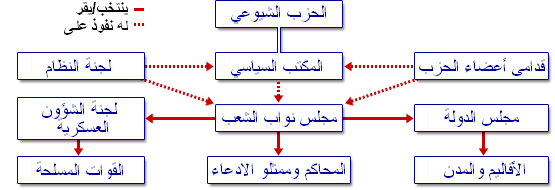 الحزب الشيوعي
ينتخب/يقر
له نفوذ على
قدامى أعضاء الحزب
المكتب السياسي
لجنة النظام
مجلس الدولة
مجلس نواب الشعب
لجنة الشؤون
العسكرية
الأقاليم والمدن
المحاكم وممثلو الادعاء
القوات المسلحة